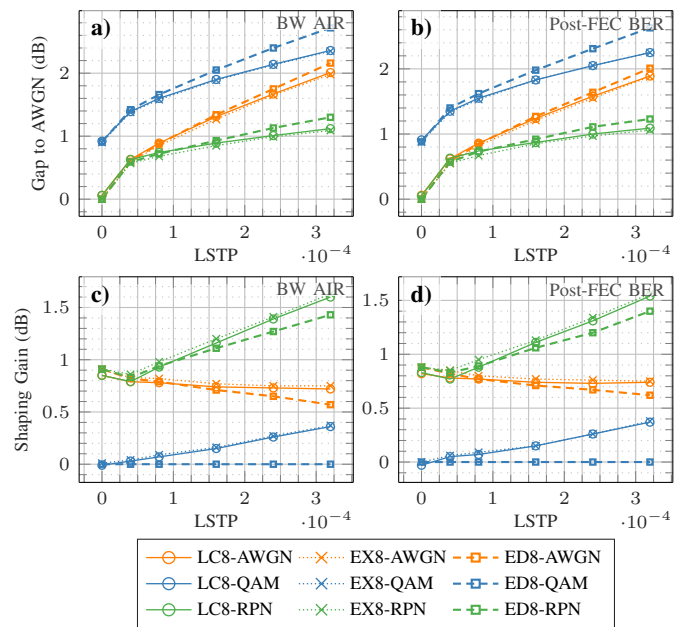 a) BW AIR
b) Post-FEC BER
Gap to AWGN (dB)
2
1
0
2
1
0
0 1 2 3
LSTP ·10⁻⁴
0 1 2 3
LSTP ·10⁻⁴
c) BW AIR
d) Post-FEC BER
Shaping Gain (dB)
1.5
1
0.5
0
1.5
1
0.5
0
0 1 2 3
LSTP ·10⁻⁴
0 1 2 3
LSTP ·10⁻⁴
LC8-AWGN EX8-AWGN ED8-AWGN
LC8-QAM EX8-QAM ED8-QAM
LC8-RPN EX8-RPN ED8-RPN